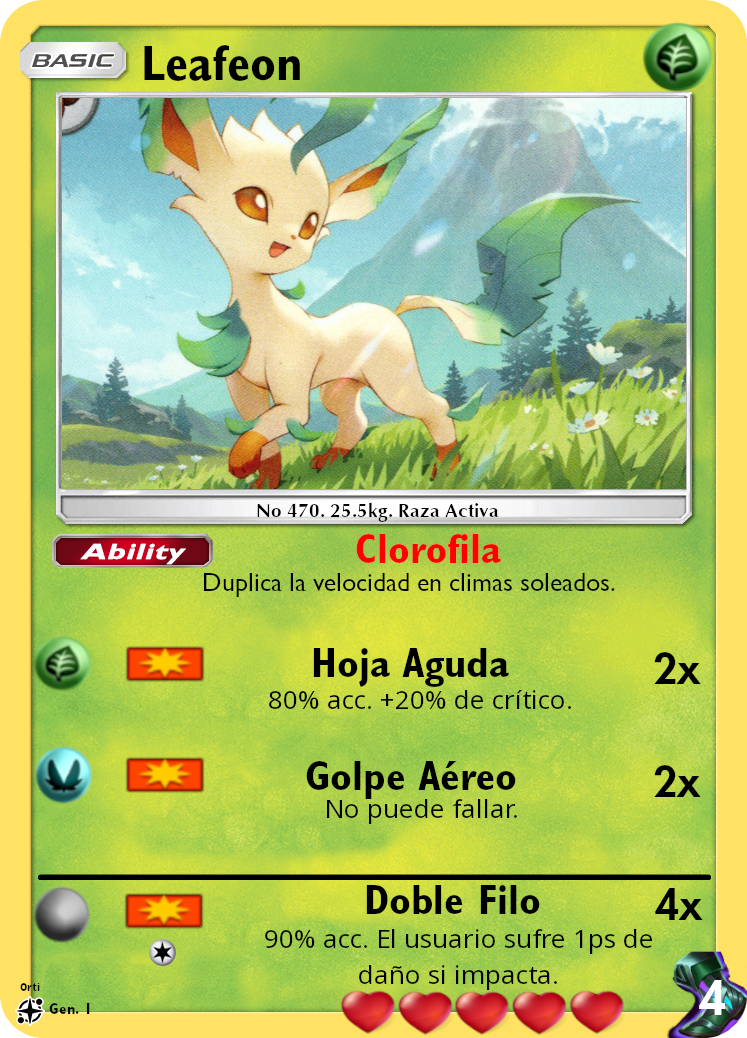 BASIC
Leafeon
No 470. 25.5kg. Raza Activa
Ability
Clorofila
Duplica la velocidad en climas soleados.
Hoja Aguda
2x
80% acc. +20% de crítico.
Golpe Aéreo
2x
No puede fallar.
Doble Filo
4x
90% acc. El usuario sufre 1ps de
daño si impacta.
4
Orti
Gen. I